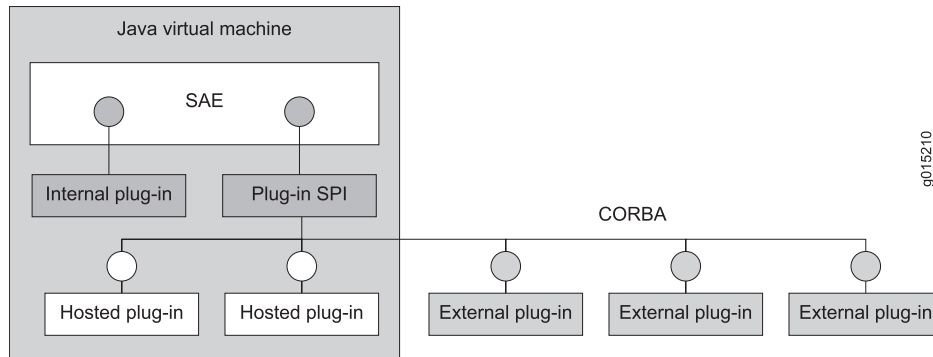 Java virtual machine
SAE
Internal plug-in
Plug-in SPI
CORBA
g015210
Hosted plug-in
Hosted plug-in
External plug-in
External plug-in
External plug-in